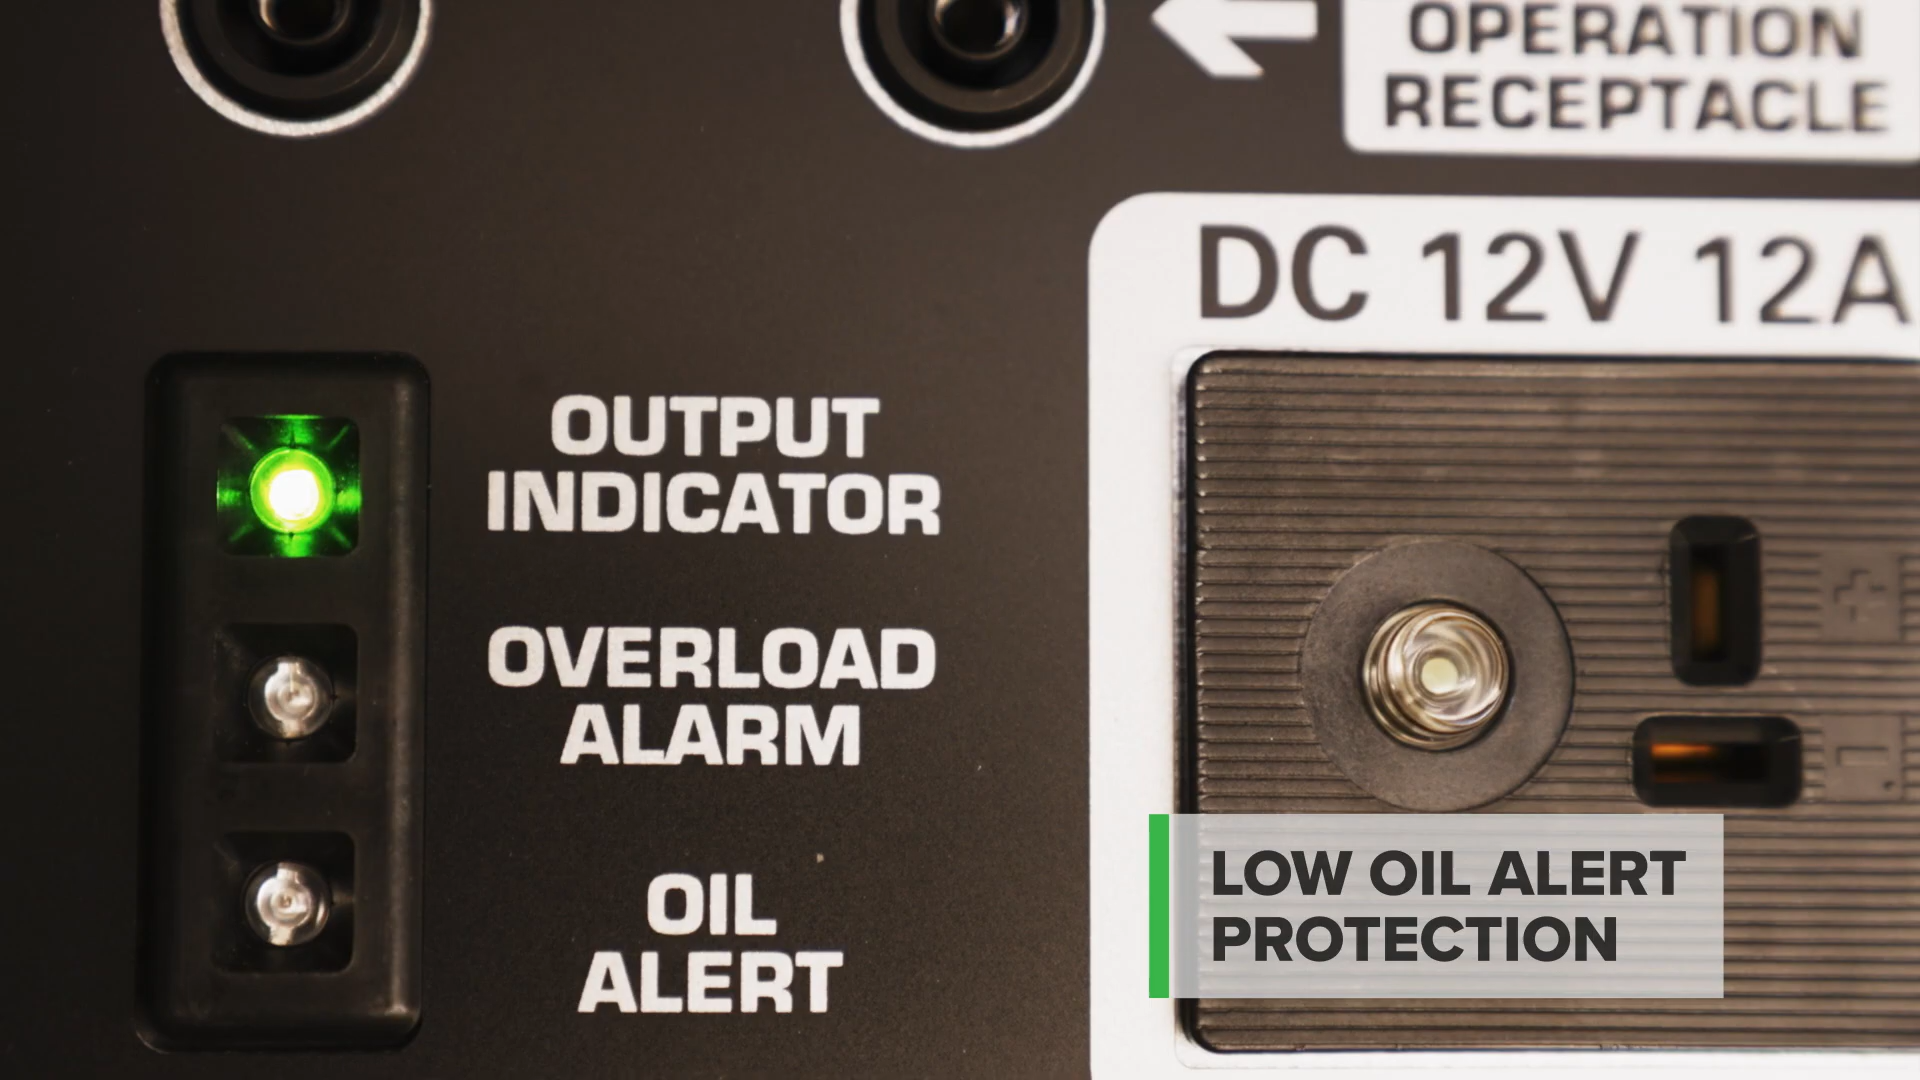 OPERATION
RECEPTACLE
DC 12V 12A
OUTPUT
INDICATOR
OVERLOAD
ALARM
OIL
ALERT
LOW OIL ALERT
PROTECTION